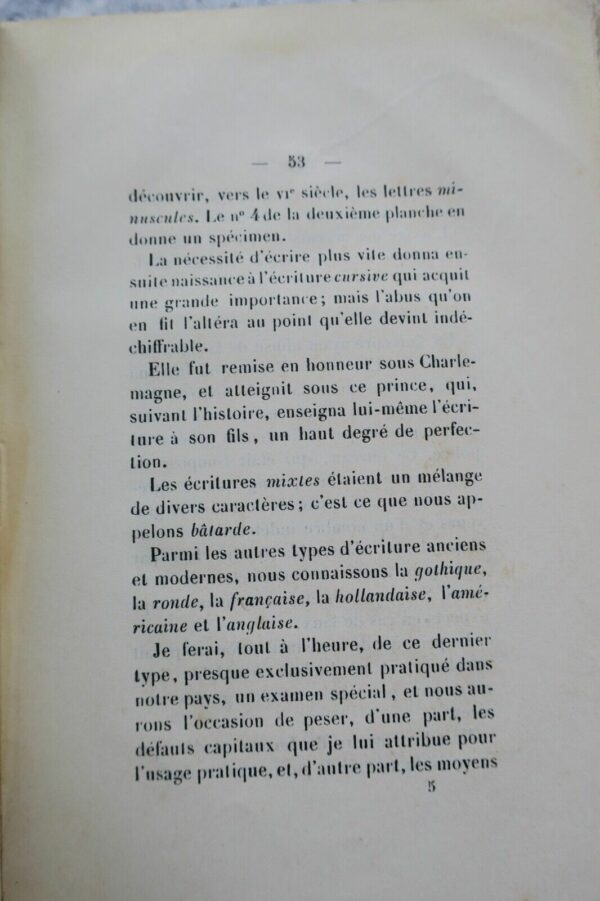 — 53 —
découvrir, vers le VIe siècle, les lettres mi-
nuscules. Le no 4 de la deuxième planche en
donne un spécimen.
La nécessité d'écrire plus vite donna en-
suite naissance à l'écriture cursive qui acquit
une grande importance; mais l'abus qu'on
en fit l'altéra au point qu'elle devint indé-
chiffrable.
Elle fut remise en honneur sous Charle-
magne, et atteignit sous ce prince, qui,
suivant l'histoire, enseigna lui-même l'écri-
ture à son fils, un haut degré de perfec-
tion.
Les écritures mixtes étaient un mélange
de divers caractères; c'est ce que nous ap-
pelons bâtarde.
Parmi les autres types d'écriture anciens
et modernes, nous connaissons la gothique,
la ronde, la française, la hollandaise, l'amé-
ricaine et l'anglaise.
Je ferai, tout à l'heure, de ce dernier
type, presque exclusivement pratiqué dans
notre pays, un examen spécial, et nous au-
rons l'occasion de peser, d'une part, les
défauts capitaux que je lui attribue pour
l'usage pratique, et, d'autre part, les moyens
5